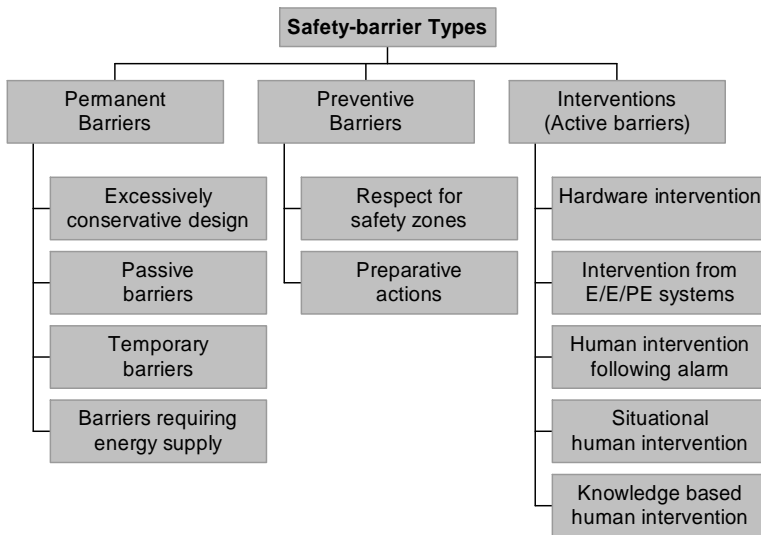 Safety-barrier Types
Permanent
Barriers
Excessively
conservative design
Passive
barriers
Temporary
barriers
Barriers requiring
energy supply
Preventive
Barriers
Respect for
safety zones
Preparative
actions
Interventions
(Active barriers)
Hardware intervention
Intervention from
E/E/PE systems
Human intervention
following alarm
Situational
human intervention
Knowledge based
human intervention